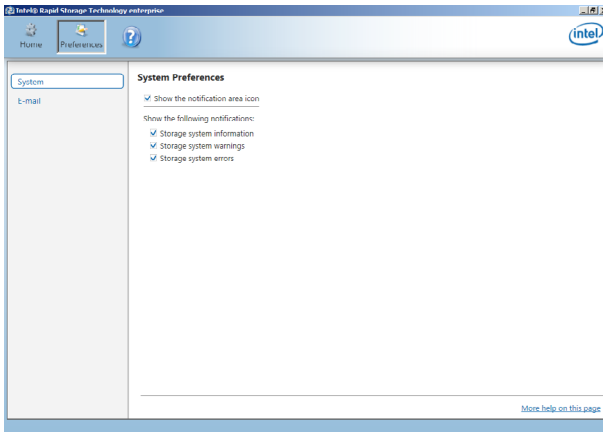 Intel® Rapid Storage Technology enterprise
Home
Preferences
?
intel
System
E-mail
System Preferences
Show the notification area icon
Show the following notifications:
Storage system information
Storage system warnings
Storage system errors
More help on this page